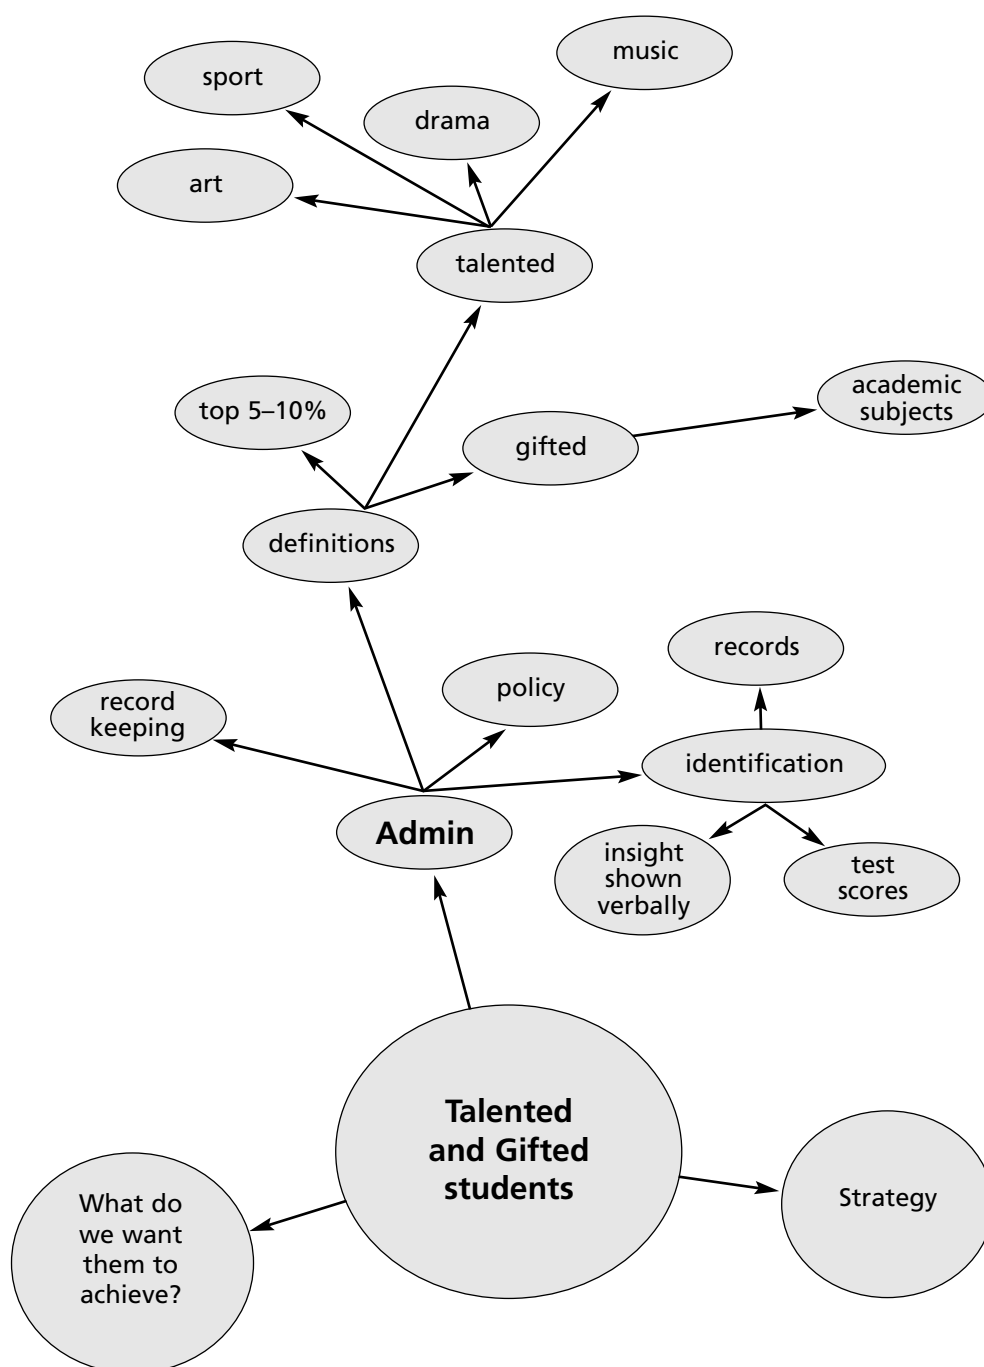 music
sport
drama
art
talented
academic
subjects
top 5–10%
gifted
definitions
records
policy
record
keeping
identification
Admin
insight
shown
verbally
test
scores
Talented
and Gifted
students
What do
we want
them to
achieve?
Strategy